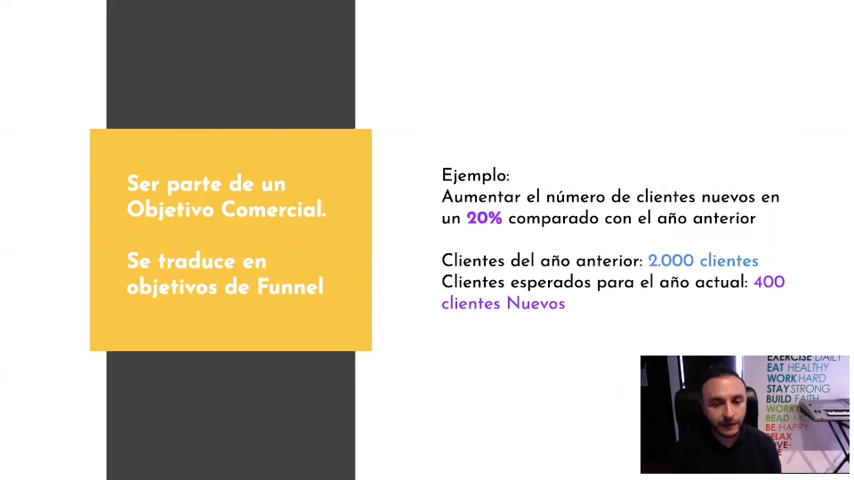 Ser parte de un
Objetivo Comercial.
Se traduce en
objetivos de Funnel
Ejemplo:
Aumentar el número de clientes nuevos en
un 20% comparado con el año anterior
Clientes del año anterior: 2.000 clientes
Clientes esperados para el año actual: 400
clientes Nuevos
EXERCISE DAILY
EAT HEALTHY
WORK HARD
STAY STRONG
BUILD FAITH
WORRY
READ
BE HAPPY
RELAX